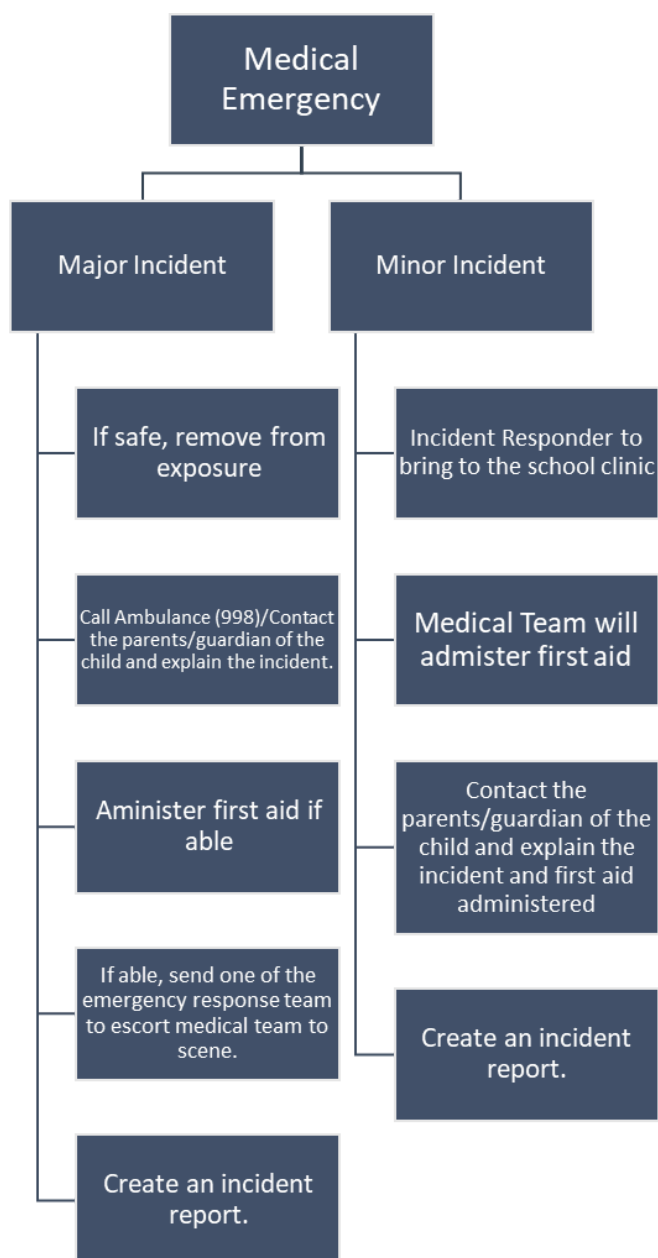 Medical
Emergency
Major Incident
If safe, remove from
exposure
Call Ambulance (998)/Contact
the parents/guardian of the
child and explain the incident.
Aminister first aid if
able
If able, send one of the
emergency response team
to escort medical team to
scene.
Create an incident
report.
Minor Incident
Incident Responder to
bring to the school clinic
Medical Team will
admister first aid
Contact the
parents/guardian of the
child and explain the
incident and first aid
administered
Create an incident
report.